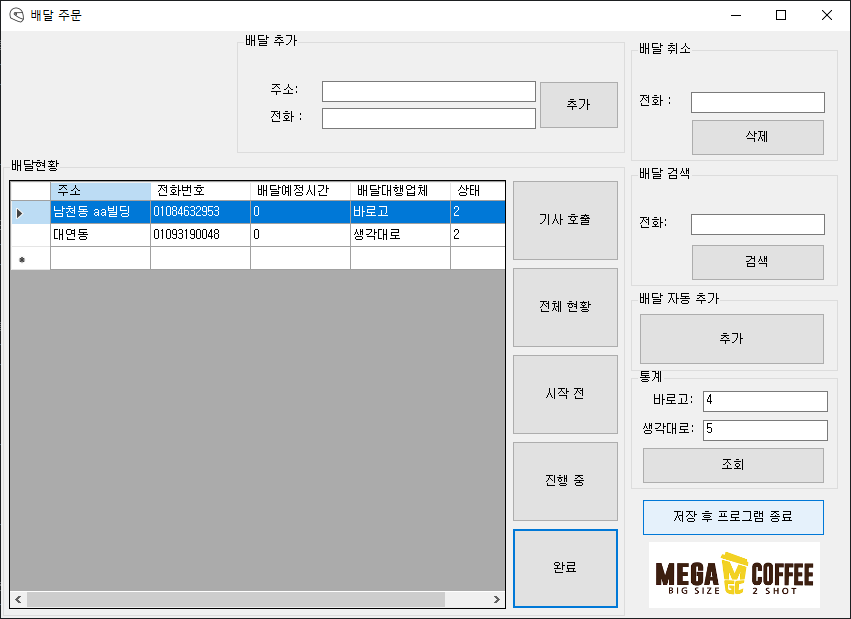 배달 주문
배달 추가
주소:
전화 :
추가
배달 취소
전화 :
삭제
배달현황
주소 전화번호 배달예정시간 배달대행업체 상태
남천동 aa빌딩 01084632953 0 바로고 2
대연동 01093190048 0 생각대로 2
기사 호출
전체 현황
시작 전
진행 중
완료
배달 검색
전화:
검색
배달 자동 추가
추가
통계
바로고: 4
생각대로: 5
조회
저장 후 프로그램 종료
MEGA MGC COFFEE
BIG SIZE 2 SHOT